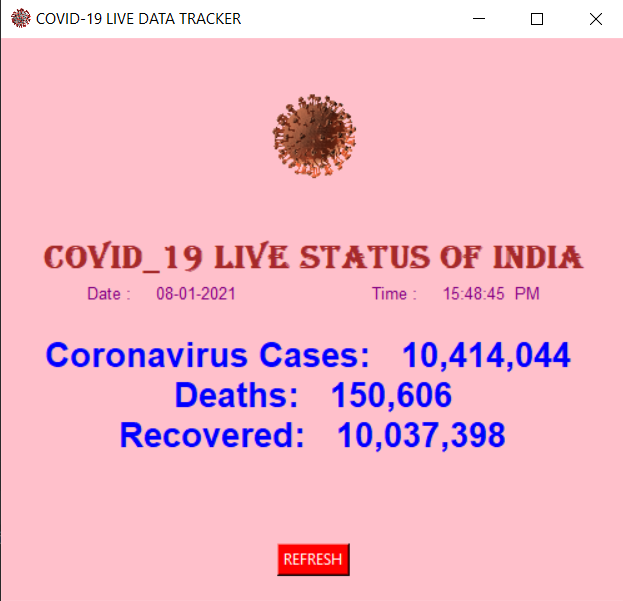 COVID-19 LIVE DATA TRACKER
COVID_19 LIVE STATUS OF INDIA
Date : 08-01-2021 Time : 15:48:45 PM
Coronavirus Cases: 10,414,044
Deaths: 150,606
Recovered: 10,037,398
REFRESH